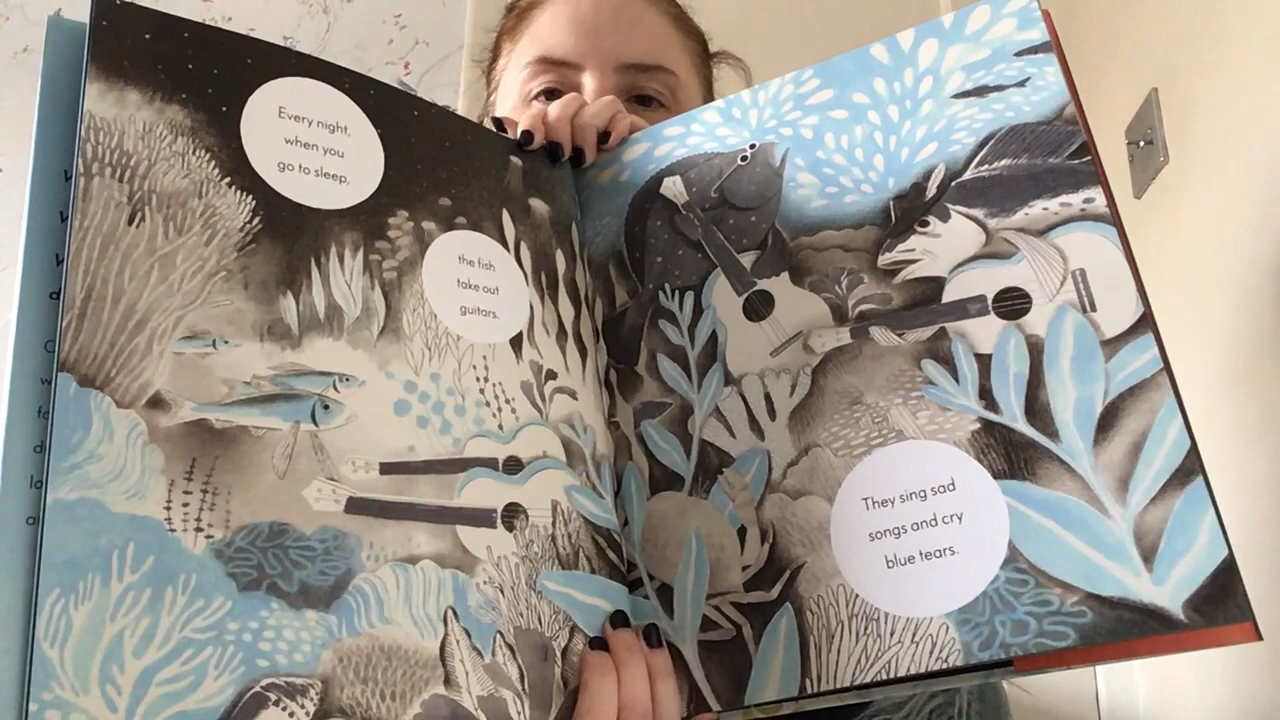 Every night,
when you
go to sleep,
the fish
take out
guitars.
They sing sad
songs and cry
blue tears.